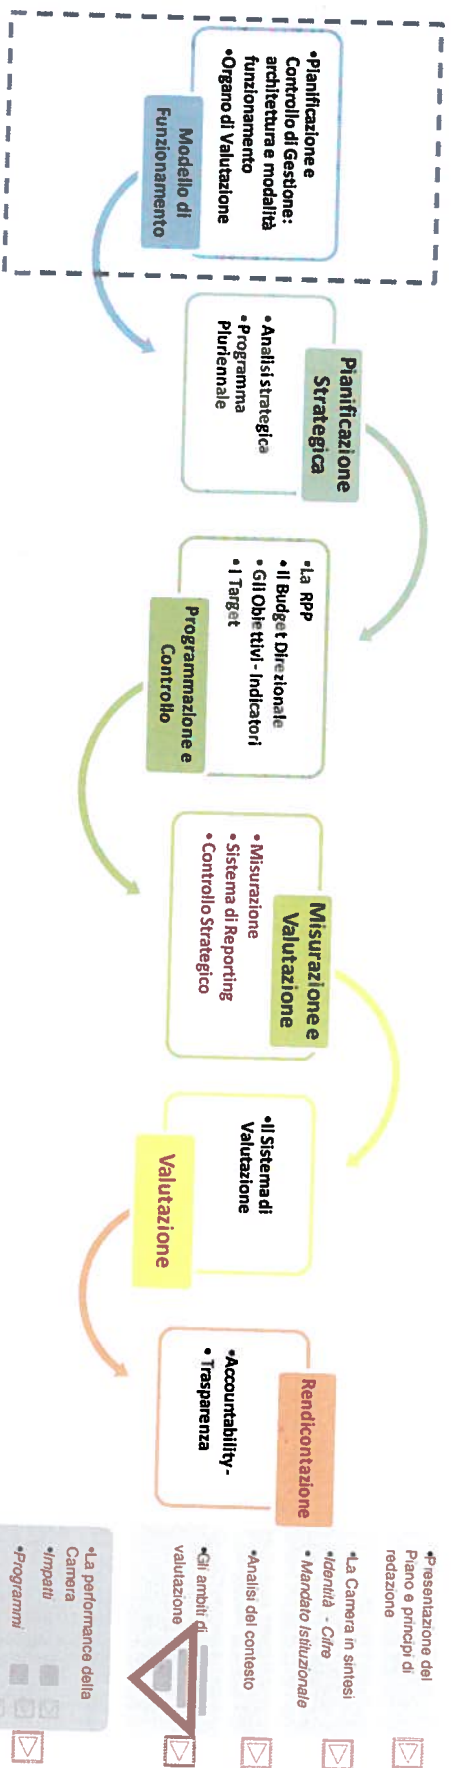 •Pianificazione e
Controllo di Gestione:
architettura e modalità
funzionamento
•Organo di Valutazione
Modello di
Funzionamento
Pianificazione
Strategica
• Analisi strategica
• Programma
Pluriennale
•La RPP
•Il Budget Direzionale
•Gli Obiettivi - Indicatori
•I Target
Programmazione e
Controllo
Misurazione e
Valutazione
• Misurazione
• Sistema di Reporting
• Controllo Strategico
•Il Sistema di
Valutazione
Valutazione
Rendicontazione
•Accountability-
• Trasparenza
•Presentazione del
Piano e principi di
redazione
•La Camera in sintesi
•Identità - Cifre
• Mandato Istituzionale
•Analisi del contesto
•Gli ambiti di
valutazione
•La performance della
Camera
•Impatti
•Programmi